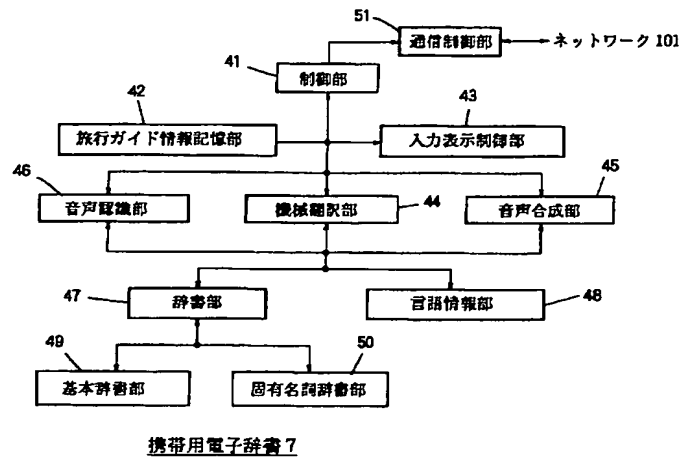 51
通信制御部
ネットワーク 101
41
制御部
42
43
旅行ガイド情報記憶部
入力表示制御部
46
45
音声認識部
機械翻訳部
44
音声合成部
47
辞書部
言語情報部
48
49
50
基本辞書部
固有名詞辞書部
携帯用電子辞書7